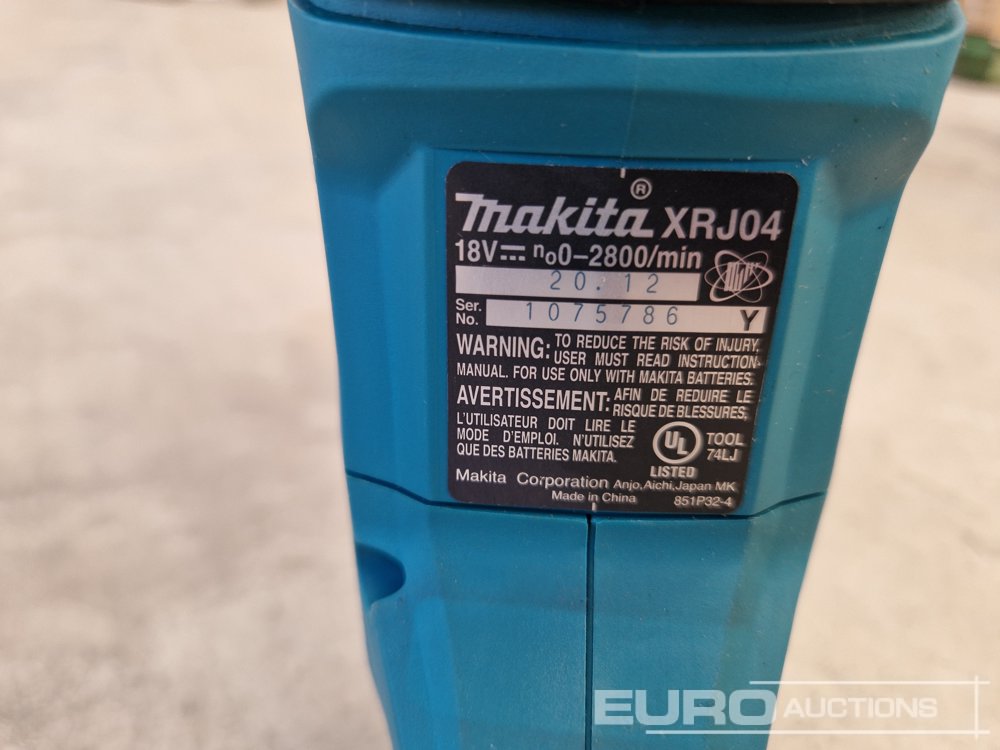 Makita® XRJ04
18V⎓ n₀0–2800/min
20.12
Ser. No. 1075786 Y
WARNING: TO REDUCE THE RISK OF INJURY,
USER MUST READ INSTRUCTION
MANUAL. FOR USE ONLY WITH MAKITA BATTERIES.
AVERTISSEMENT: AFIN DE REDUIRE LE
RISQUE DE BLESSURES,
L'UTILISATEUR DOIT LIRE LE
MODE D'EMPLOI. N'UTILISEZ
QUE DES BATTERIES MAKITA.
UL LISTED
TOOL
74LJ
Makita Corporation Anjo, Aichi, Japan MK
Made in China 851P32-4
EURO AUCTIONS